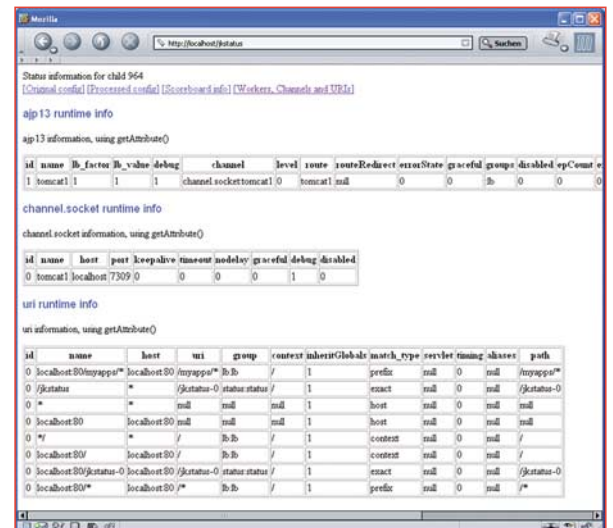 Mozilla
http://localhost/jkstatus
Suchen
Status information for child 964
[Original config] [Processed config] [Scoreboard info] [Workers, Channels and URIs]
ajp13 runtime info
ajp13 information, using getAttribute()
id name lb_factor lb_value debug channel level route routeRedirect errorState graceful groups disabled epCount
1 tomcat1 1 1 1 channel.socket:tomcat1 0 tomcat1 null 0 0 lb 0 0
channel.socket runtime info
channel.socket information, using getAttribute()
id name host port keepalive timeout nodelay graceful debug disabled
0 tomcat1 localhost 7309 0 0 0 0 1 0
uri runtime info
uri information, using getAttribute()
id name host uri group context inheritGlobals match_type servlet timing aliases path
0 localhost:80/myapps/* localhost:80 /myapps/* lb:lb / 1 prefix null 0 null /myapps/*
0 /jkstatus * /jkstatus-0 status:status / 1 exact null 0 null /jkstatus-0
0 * * null null null 1 host null 0 null null
0 localhost:80 localhost:80 null null null 1 host null 0 null null
0 */ * / lb:lb / 1 context null 0 null /
0 localhost:80/ localhost:80 / lb:lb / 1 context null 0 null /
0 localhost:80/jkstatus-0 localhost:80 /jkstatus-0 status:status / 1 exact null 0 null /jkstatus-0
0 localhost:80/* localhost:80 /* lb:lb / 1 prefix null 0 null /*